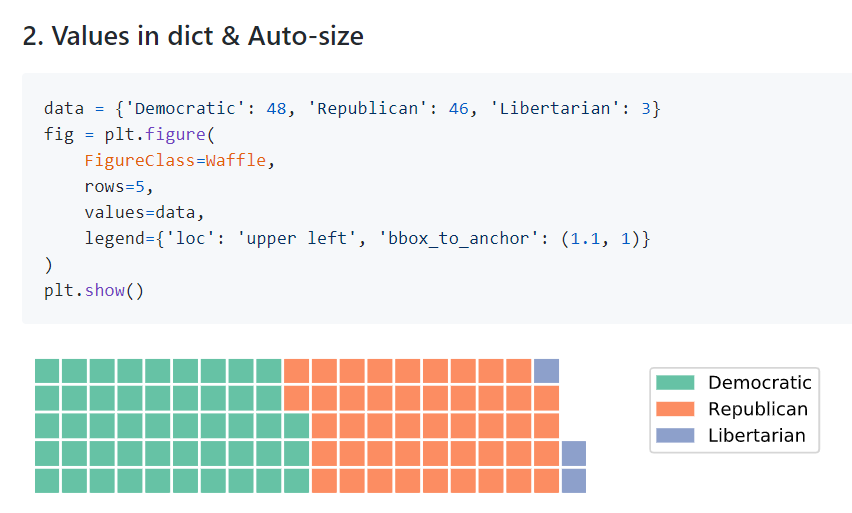 2. Values in dict & Auto-size
data = {'Democratic': 48, 'Republican': 46, 'Libertarian': 3}
fig = plt.figure(
    FigureClass=Waffle,
    rows=5,
    values=data,
    legend={'loc': 'upper left', 'bbox_to_anchor': (1.1, 1)}
)
plt.show()
Democratic
Republican
Libertarian